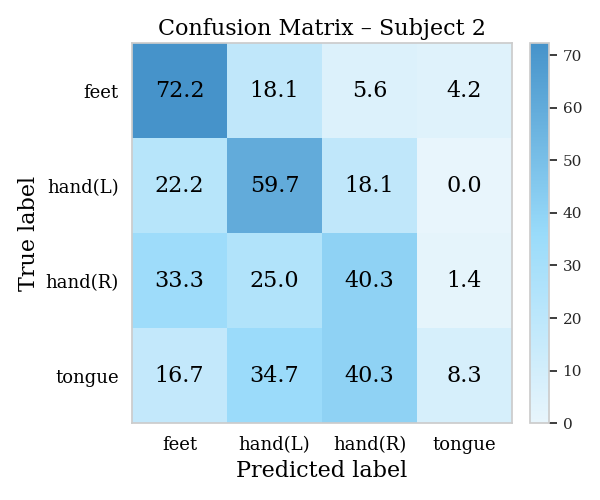 Confusion Matrix – Subject 2
feet 72.2 18.1 5.6 4.2
hand(L) 22.2 59.7 18.1 0.0
hand(R) 33.3 25.0 40.3 1.4
tongue 16.7 34.7 40.3 8.3
feet hand(L) hand(R) tongue
Predicted label
True label
70
60
50
40
30
20
10
0